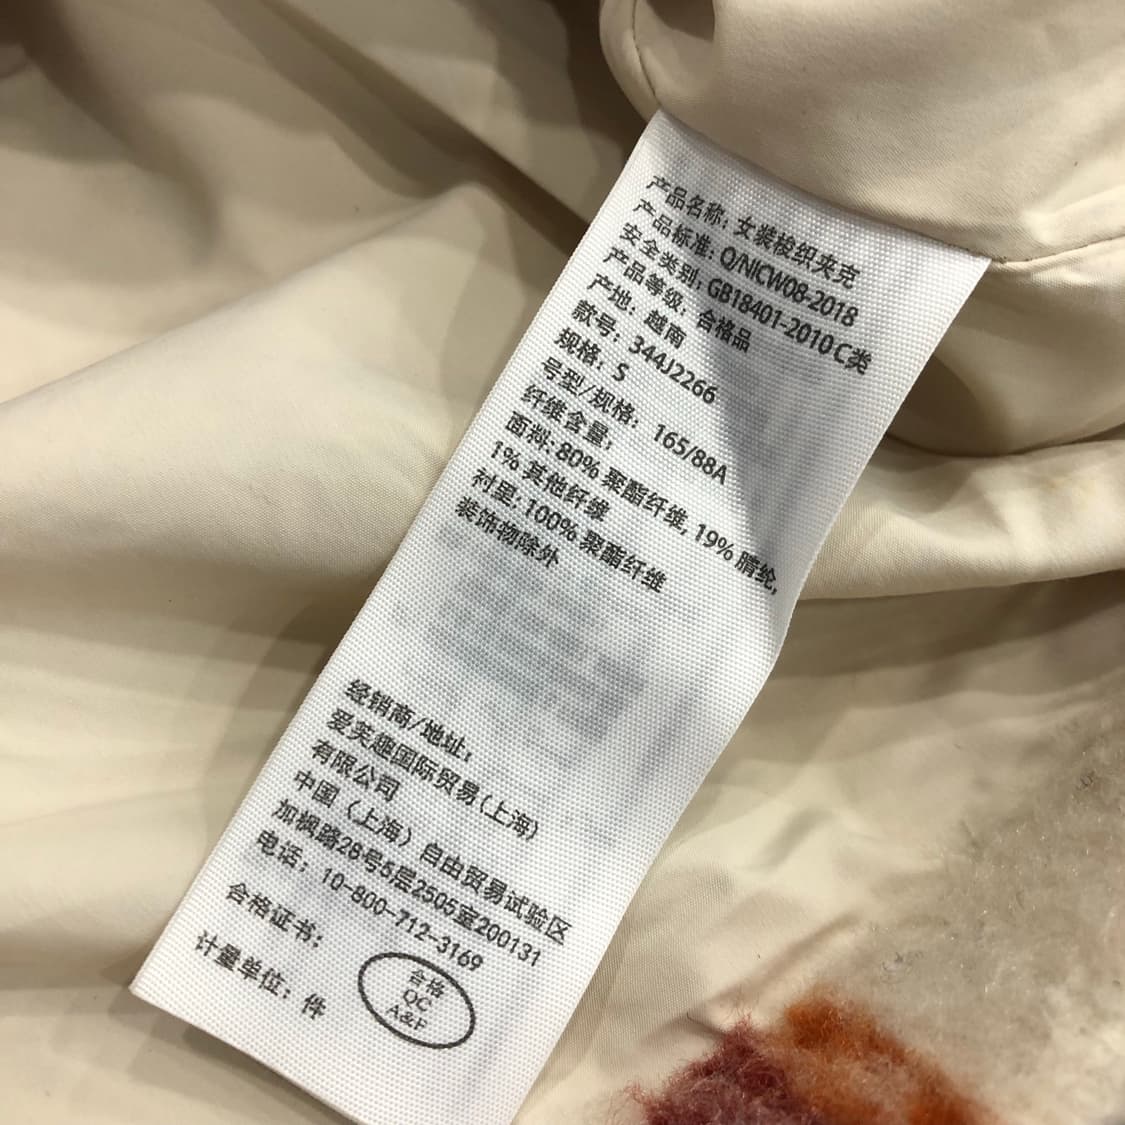 产品名称: 女装梭织夹克
产品标准: Q/NICW08-2018
安全类别: GB18401-2010 C类
产品等级: 合格品
产地: 越南
款号: 344J2266
规格: S
号型/规格: 165/88A
纤维含量:
面料: 80% 聚酯纤维, 19% 腈纶,
1% 其他纤维
衬里: 100% 聚酯纤维
装饰物除外
经销商/地址:
爱芙趣国际贸易(上海)
有限公司
中国（上海）自由贸易试验区
加枫路28号5层2505室200131
电话: 10-800-712-3169
合格证书:
合格
QC
A&F
计量单位: 件